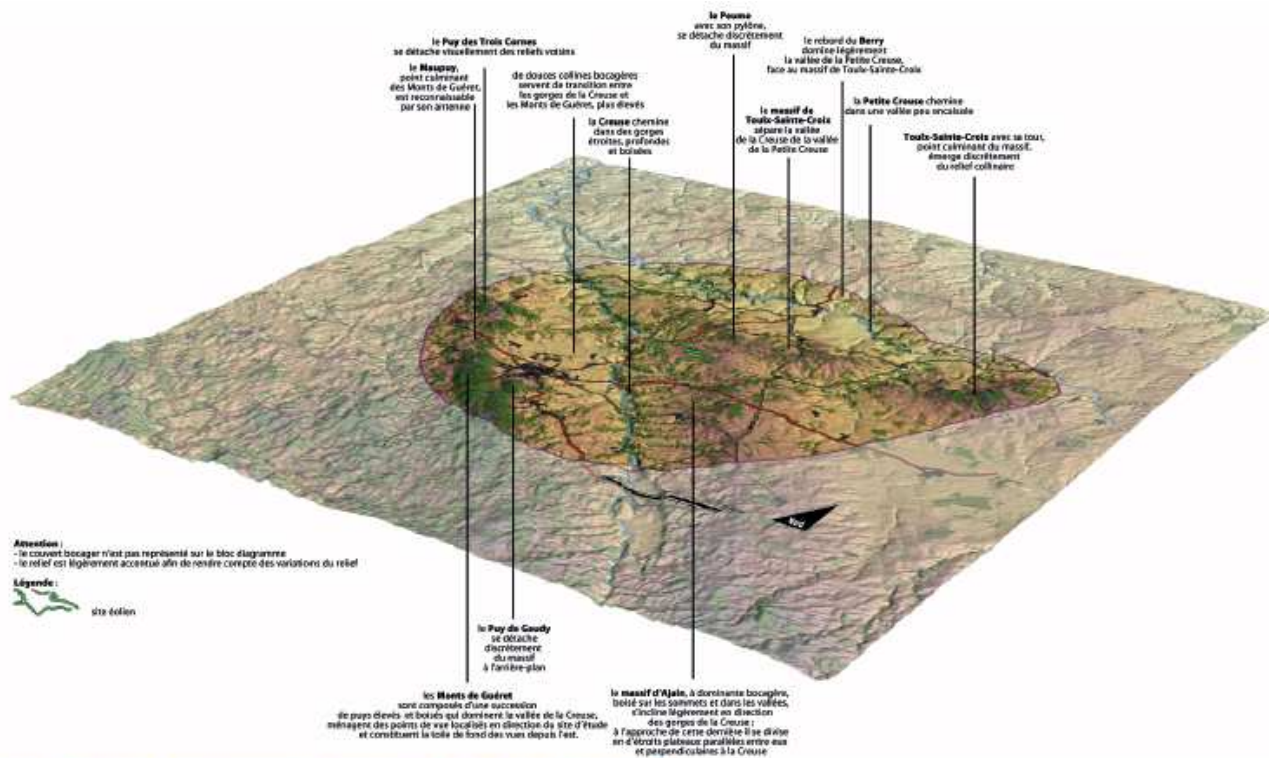 le Puy des Trois Cornes
se détache visuellement des reliefs voisins
le Maupuy,
point culminant
des Monts de Guéret,
est reconnaissable
par son antenne
de douces collines bocagères
servent de transition entre
les gorges de la Creuse et
les Monts de Guéret, plus élevés
la Creuse chemine
dans des gorges
étroites, profondes
et boisées
le Poume
avec son pylône,
se détache discrètement
du massif
le rebord du Berry
domine légèrement
la vallée de la Petite Creuse,
face au massif de Toulx-Sainte-Croix
le massif de
Toulx-Sainte-Croix
sépare la vallée
de la Creuse de la vallée
de la Petite Creuse
la Petite Creuse chemine
dans une vallée peu encaissée
Toulx-Sainte-Croix avec sa tour,
point culminant du massif,
émerge discrètement
du relief collinaire
Nord
Attention :
- le couvert bocager n'est pas représenté sur le bloc diagramme
- le relief est légèrement accentué afin de rendre compte des variations du relief
Légende :
site éolien
le Puy de Gaudy
se détache
discrètement
du massif
à l'arrière-plan
les Monts de Guéret
sont composés d'une succession
de puys élevés et boisés qui dominent la vallée de la Creuse,
ménagent des points de vue localisés en direction du site d'étude
et constituent la toile de fond des vues depuis l'est.
le massif d'Ajain, à dominante bocagère,
boisé sur les sommets et dans les vallées,
s'incline légèrement en direction
des gorges de la Creuse ;
à l'approche de cette dernière il se divise
en d'étroits plateaux parallèles entre eux
et perpendiculaires à la Creuse